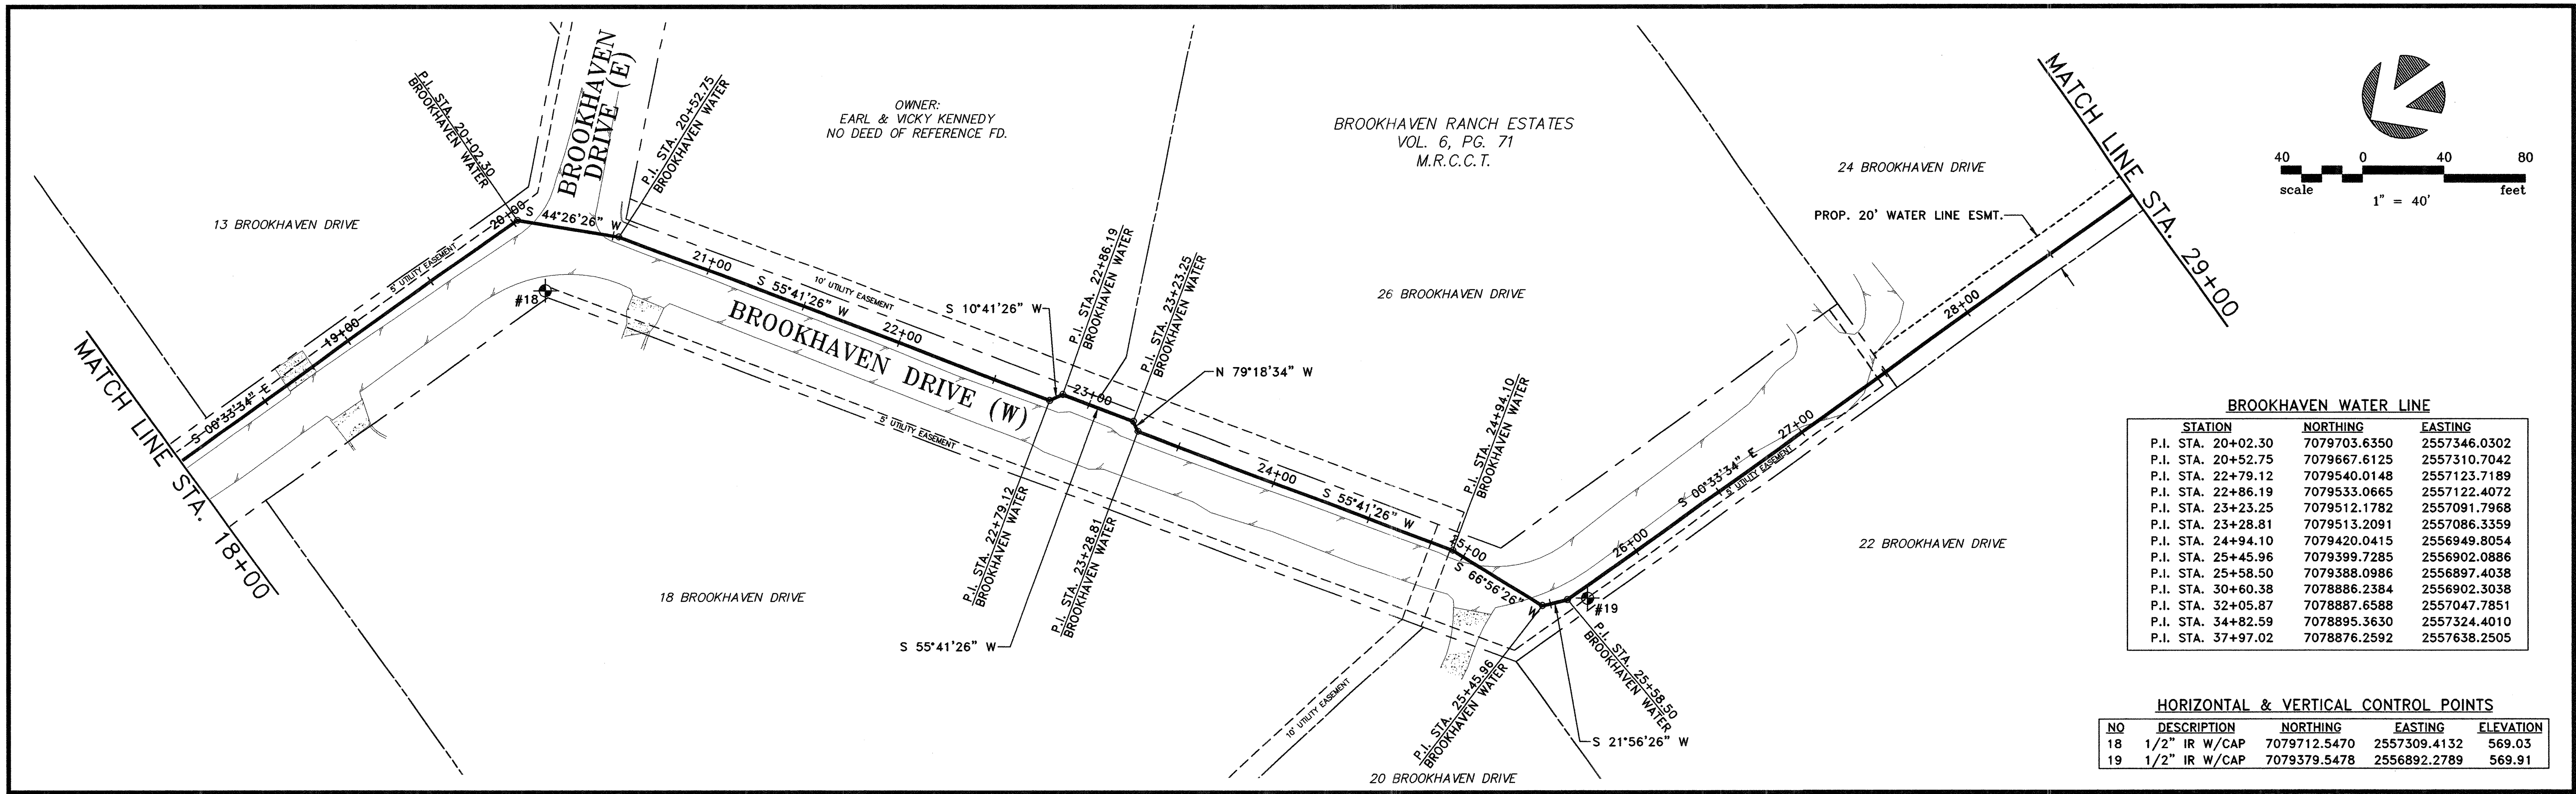 BROOKHAVEN
DRIVE (E)
P.I. STA. 20+02.30
BROOKHAVEN WATER
P.I. STA. 20+52.75
BROOKHAVEN WATER
OWNER:
EARL & VICKY KENNEDY
NO DEED OF REFERENCE FD.
BROOKHAVEN RANCH ESTATES
VOL. 6, PG. 71
M.R.C.C.T.
24 BROOKHAVEN DRIVE
MATCH LINE STA. 29+00
40 0 40 80
scale feet
1" = 40'
PROP. 20' WATER LINE ESMT.
13 BROOKHAVEN DRIVE
5' UTILITY EASEMENT
20+00
S 44°26'26" W
19+00
S 00°33'34" E
MATCH LINE STA. 18+00
#18
21+00
S 55°41'26" W
10' UTILITY EASEMENT
22+00
BROOKHAVEN DRIVE (W)
5' UTILITY EASEMENT
S 10°41'26" W
P.I. STA. 22+86.19
BROOKHAVEN WATER
23+00
P.I. STA. 23+23.25
BROOKHAVEN WATER
N 79°18'34" W
26 BROOKHAVEN DRIVE
P.I. STA. 22+79.12
BROOKHAVEN WATER
P.I. STA. 23+28.81
BROOKHAVEN WATER
S 55°41'26" W
18 BROOKHAVEN DRIVE
24+00
S 55°41'26" W
P.I. STA. 24+94.10
BROOKHAVEN WATER
25+00
S 66°56'26" W
26+00
S 00°33'34" E
5' UTILITY EASEMENT
27+00
28+00
#19
22 BROOKHAVEN DRIVE
P.I. STA. 25+45.96
BROOKHAVEN WATER
P.I. STA. 25+58.50
BROOKHAVEN WATER
S 21°56'26" W
10' UTILITY EASEMENT
20 BROOKHAVEN DRIVE
BROOKHAVEN WATER LINE
STATION NORTHING EASTING
P.I. STA. 20+02.30 7079703.6350 2557346.0302
P.I. STA. 20+52.75 7079667.6125 2557310.7042
P.I. STA. 22+79.12 7079540.0148 2557123.7189
P.I. STA. 22+86.19 7079533.0665 2557122.4072
P.I. STA. 23+23.25 7079512.1782 2557091.7968
P.I. STA. 23+28.81 7079513.2091 2557086.3359
P.I. STA. 24+94.10 7079420.0415 2556949.8054
P.I. STA. 25+45.96 7079399.7285 2556902.0886
P.I. STA. 25+58.50 7079388.0986 2556897.4038
P.I. STA. 30+60.38 7078886.2384 2556902.3038
P.I. STA. 32+05.87 7078887.6588 2557047.7851
P.I. STA. 34+82.59 7078895.3630 2557324.4010
P.I. STA. 37+97.02 7078876.2592 2557638.2505
HORIZONTAL & VERTICAL CONTROL POINTS
NO DESCRIPTION NORTHING EASTING ELEVATION
18 1/2" IR W/CAP 7079712.5470 2557309.4132 569.03
19 1/2" IR W/CAP 7079379.5478 2556892.2789 569.91